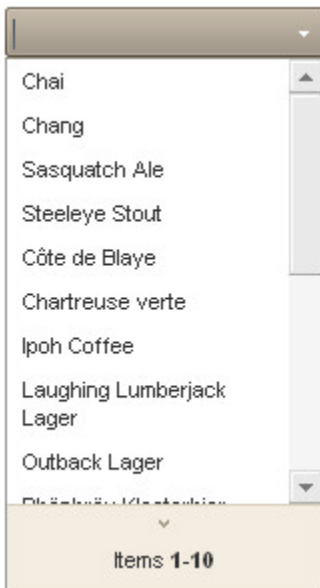 Chai
Chang
Sasquatch Ale
Steeleye Stout
Côte de Blaye
Chartreuse verte
Ipoh Coffee
Laughing Lumberjack
Lager
Outback Lager
Items 1-10